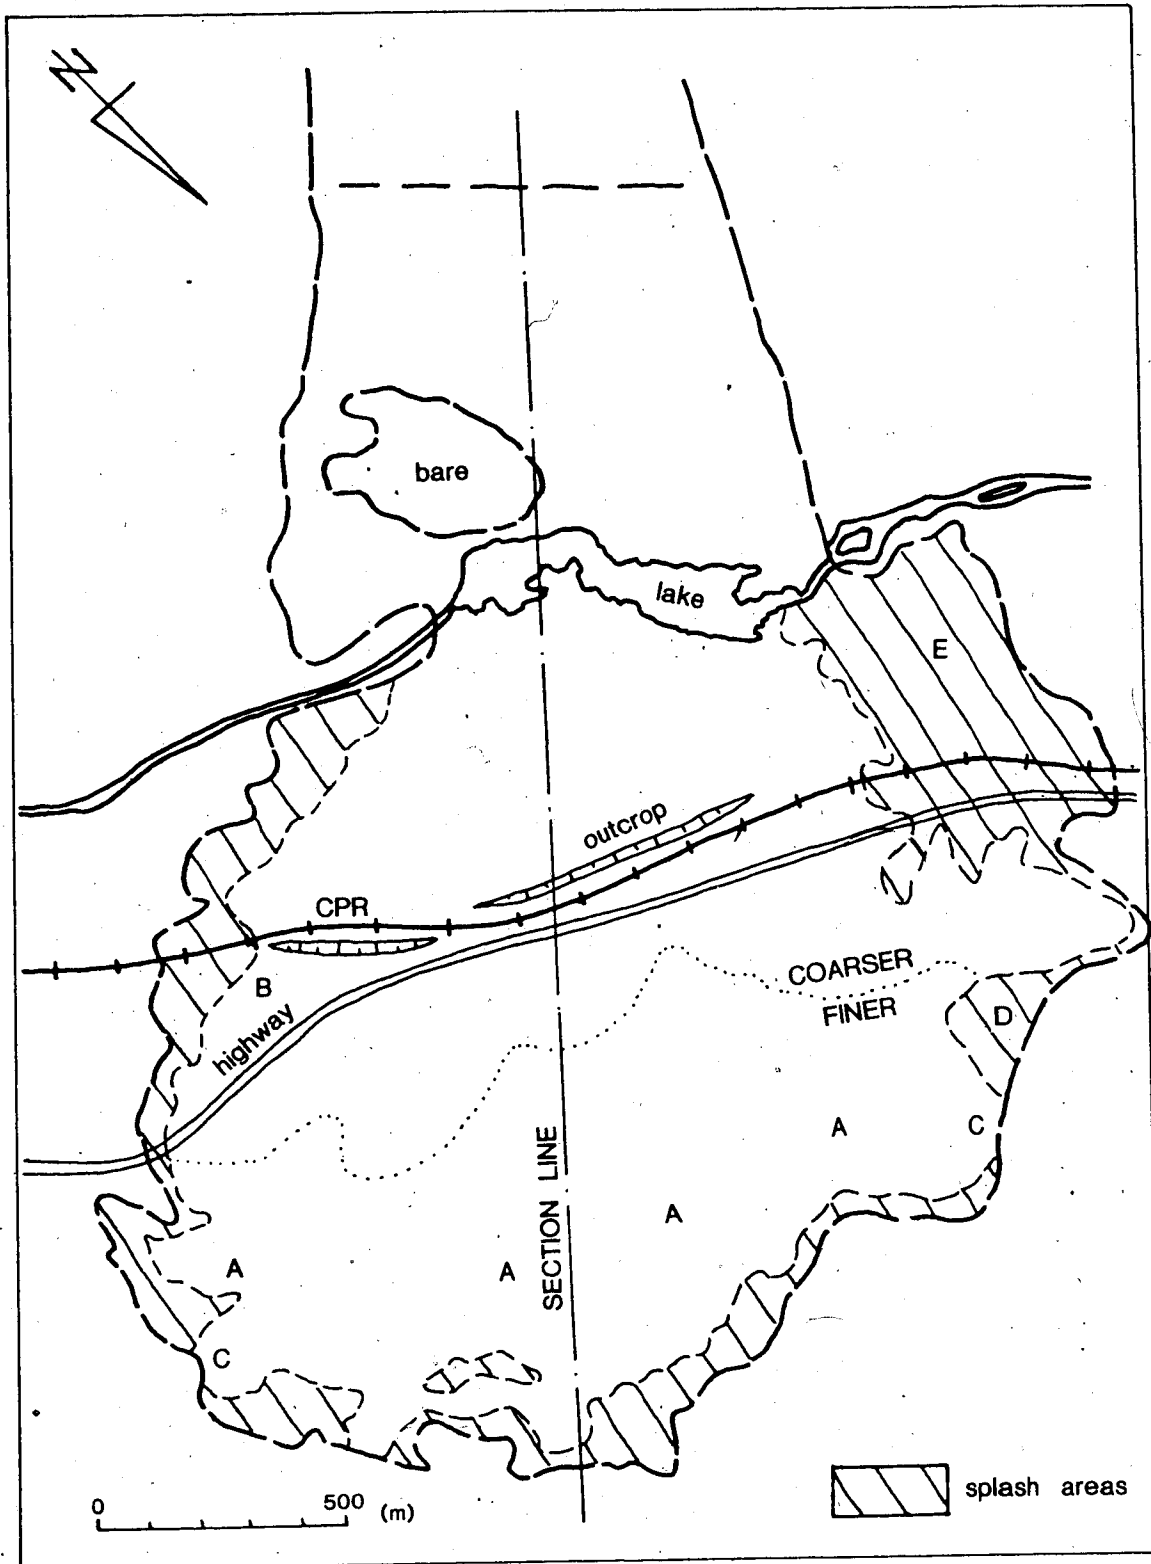 N
bare
lake
E
outcrop
CPR
B
highway
COARSER
FINER
D
A
C
A
A
A
SECTION LINE
C
0 500 (m)
splash areas